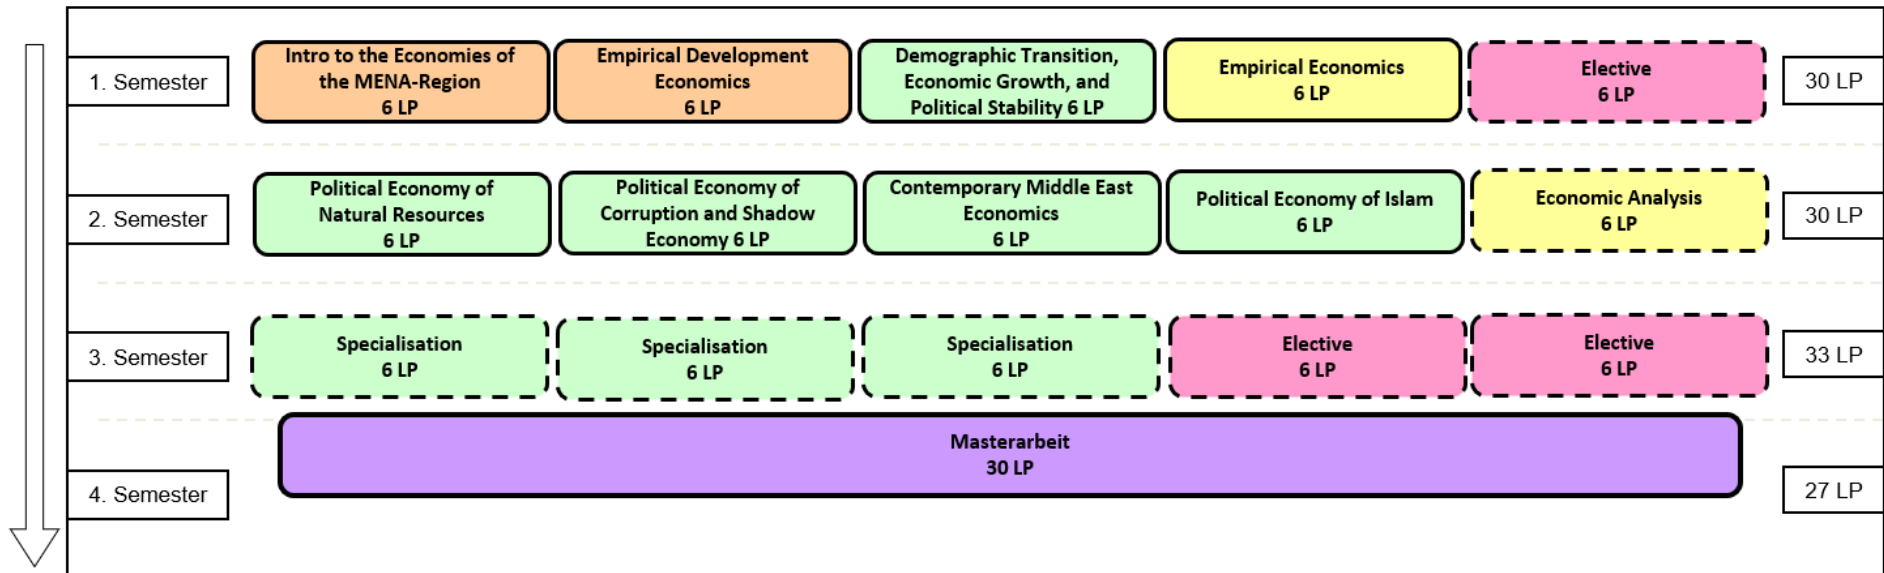 1. Semester
Intro to the Economies of
the MENA-Region
6 LP
Empirical Development
Economics
6 LP
Demographic Transition,
Economic Growth, and
Political Stability 6 LP
Empirical Economics
6 LP
Elective
6 LP
30 LP
2. Semester
Political Economy of
Natural Resources
6 LP
Political Economy of
Corruption and Shadow
Economy 6 LP
Contemporary Middle East
Economics
6 LP
Political Economy of Islam
6 LP
Economic Analysis
6 LP
30 LP
3. Semester
Specialisation
6 LP
Specialisation
6 LP
Specialisation
6 LP
Elective
6 LP
Elective
6 LP
33 LP
4. Semester
Masterarbeit
30 LP
27 LP